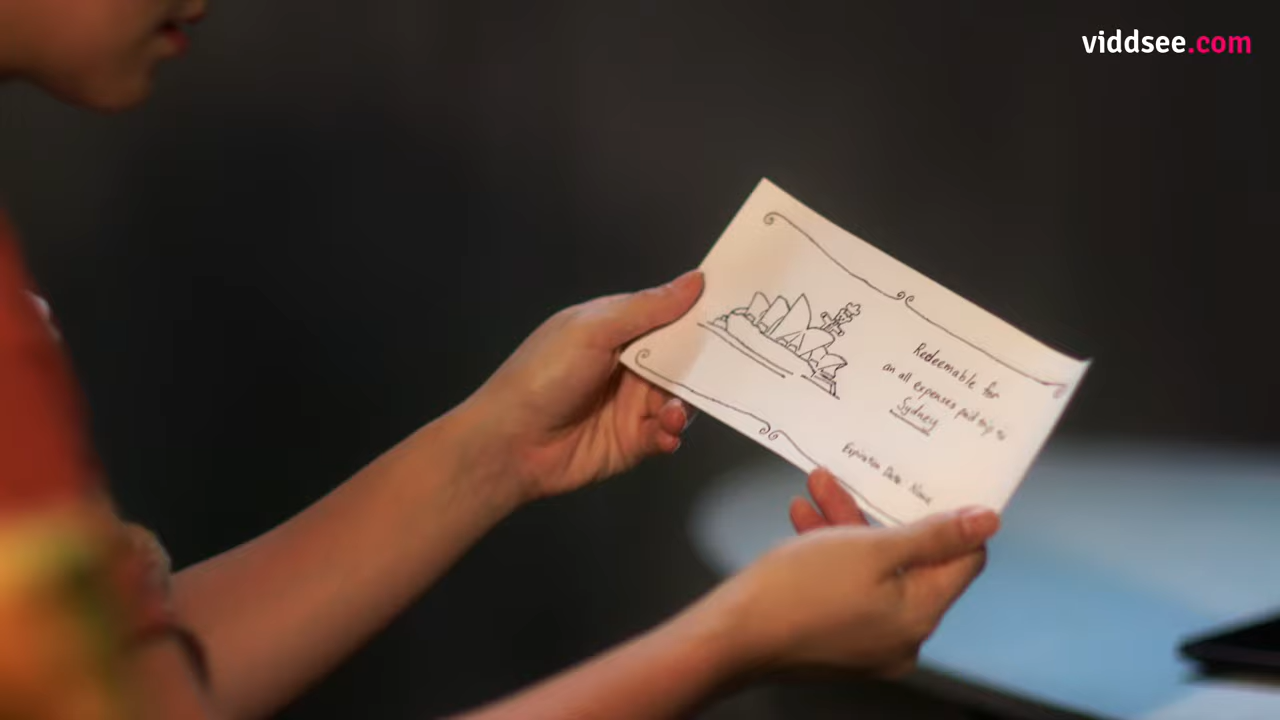 viddsee.com
Redeemable for
an all expenses paid trip to
Sydney
Expiration Date : None